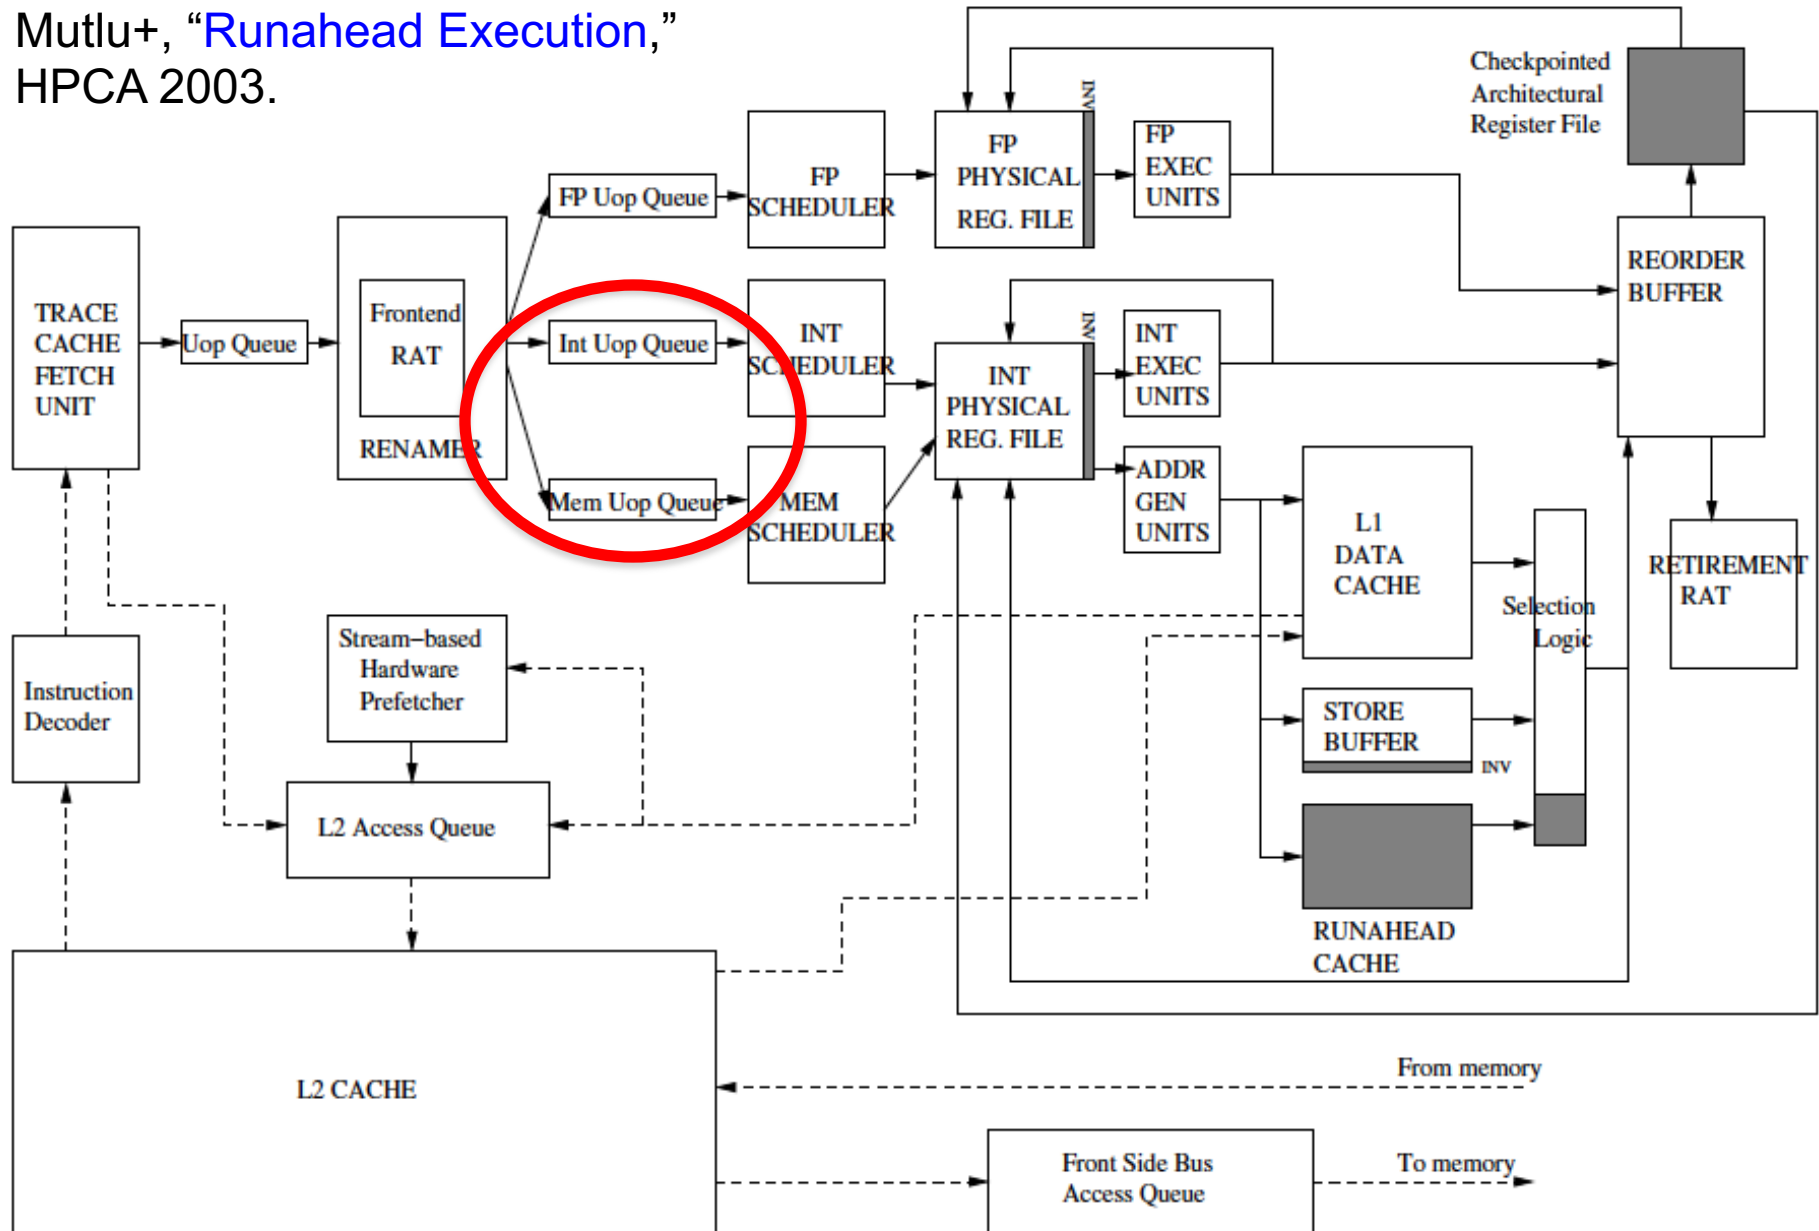 Mutlu+, “Runahead Execution,”
HPCA 2003.
Checkpointed
Architectural
Register File
INV
FP
PHYSICAL
REG. FILE
FP
EXEC
UNITS
FP
SCHEDULER
FP Uop Queue
REORDER
BUFFER
TRACE
CACHE
FETCH
UNIT
Uop Queue
Frontend
RAT
RENAMER
Int Uop Queue
INT
SCHEDULER
INV
INT
PHYSICAL
REG. FILE
INT
EXEC
UNITS
Mem Uop Queue
MEM
SCHEDULER
ADDR
GEN
UNITS
L1
DATA
CACHE
Selection
Logic
RETIREMENT
RAT
Instruction
Decoder
Stream−based
Hardware
Prefetcher
STORE
BUFFER
INV
L2 Access Queue
RUNAHEAD
CACHE
L2 CACHE
From memory
Front Side Bus
Access Queue
To memory